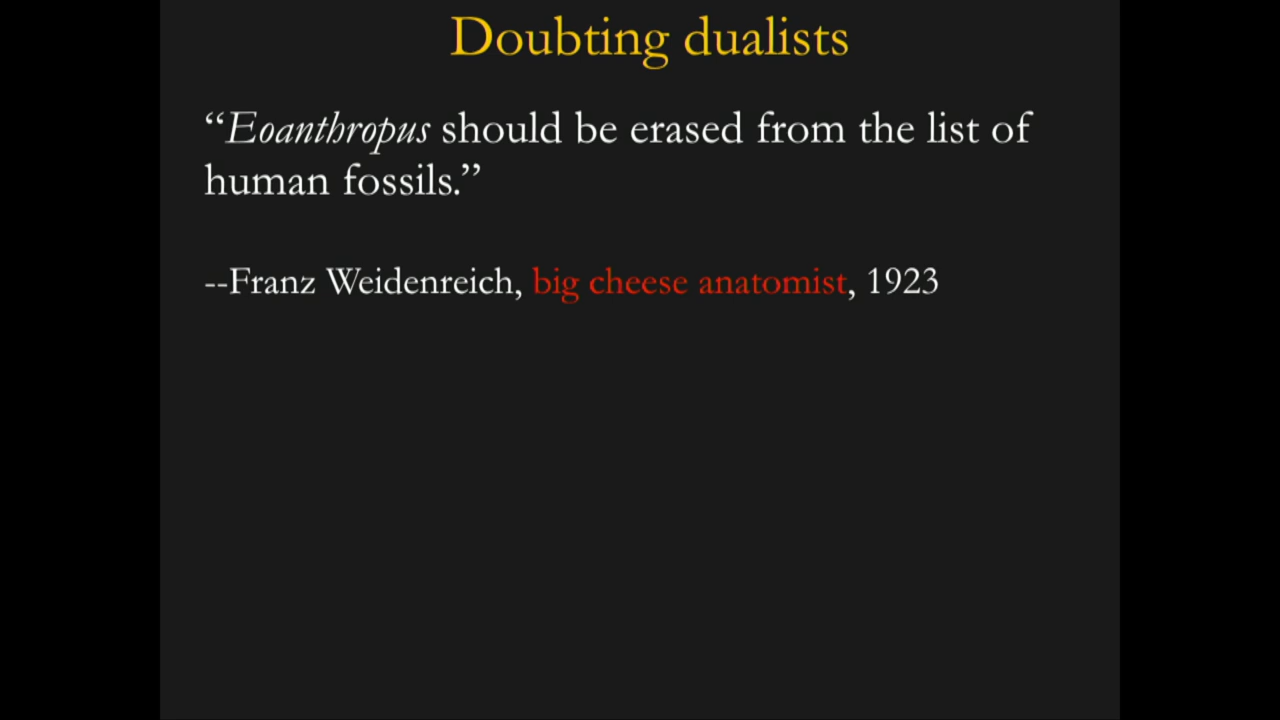 Doubting dualists
“Eoanthropus should be erased from the list of
human fossils.”
--Franz Weidenreich, big cheese anatomist, 1923